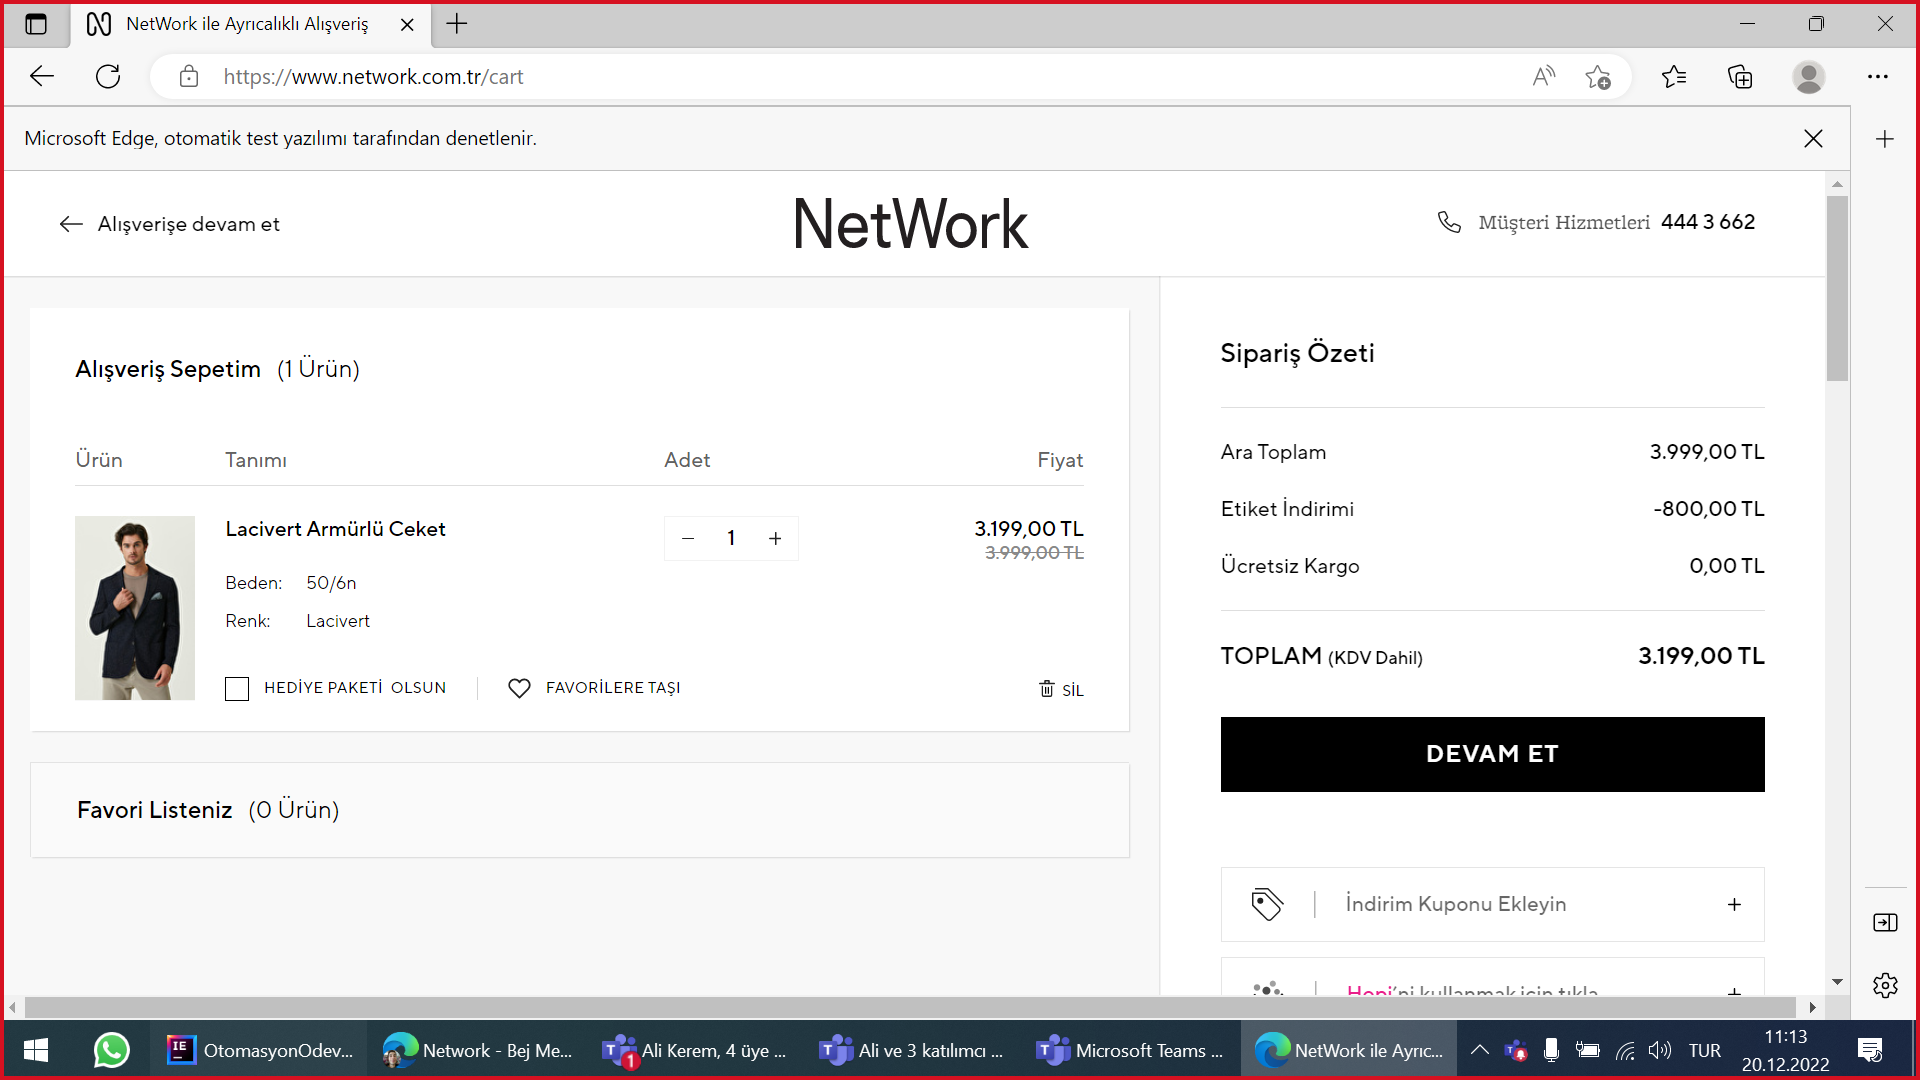 NetWork ile Ayrıcalıklı Alışveriş
https://www.network.com.tr/cart
Microsoft Edge, otomatik test yazılımı tarafından denetlenir.
Alışverişe devam et
NetWork
Müşteri Hizmetleri 444 3 662
Alışveriş Sepetim (1 Ürün)
Ürün Tanımı Adet Fiyat
Lacivert Armürlü Ceket
1
3.199,00 TL
3.999,00 TL
Beden: 50/6n
Renk: Lacivert
HEDİYE PAKETİ OLSUN
FAVORİLERE TAŞI
SİL
Favori Listeniz (0 Ürün)
Sipariş Özeti
Ara Toplam 3.999,00 TL
Etiket İndirimi -800,00 TL
Ücretsiz Kargo 0,00 TL
TOPLAM (KDV Dahil) 3.199,00 TL
DEVAM ET
İndirim Kuponu Ekleyin
Hopi'ni kullanmak için tıkla
OtomasyonOdev...
Network - Bej Me...
1
Ali Kerem, 4 üye ...
Ali ve 3 katılımcı ...
Microsoft Teams ...
NetWork ile Ayrıc...
TUR
11:13
20.12.2022